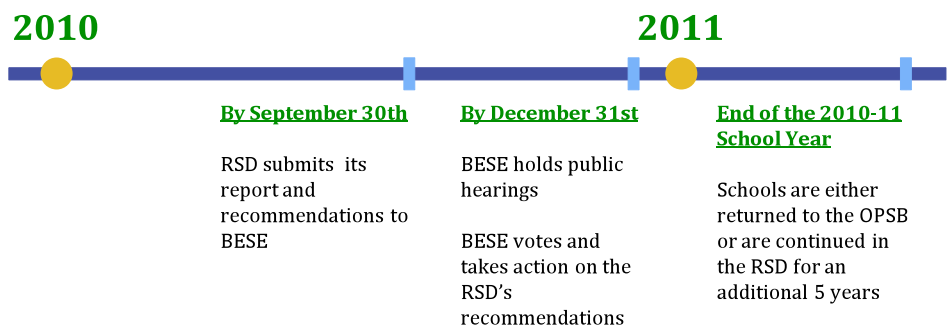 2010
2011
By September 30th
RSD submits its
report and
recommendations to
BESE
By December 31st
BESE holds public
hearings
BESE votes and
takes action on the
RSD's
recommendations
End of the 2010-11
School Year
Schools are either
returned to the OPSB
or are continued in
the RSD for an
additional 5 years